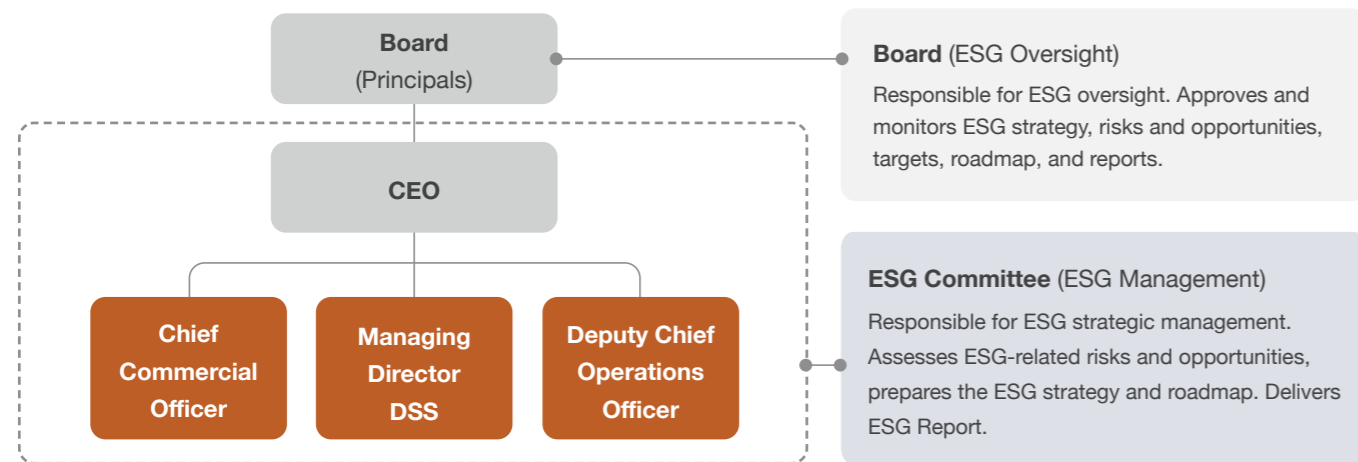 Board
(Principals)
Board (ESG Oversight)
Responsible for ESG oversight. Approves and
monitors ESG strategy, risks and opportunities,
targets, roadmap, and reports.
CEO
ESG Committee (ESG Management)
Responsible for ESG strategic management.
Assesses ESG-related risks and opportunities,
prepares the ESG strategy and roadmap. Delivers
ESG Report.
Chief
Commercial
Officer
Managing
Director
DSS
Deputy Chief
Operations
Officer